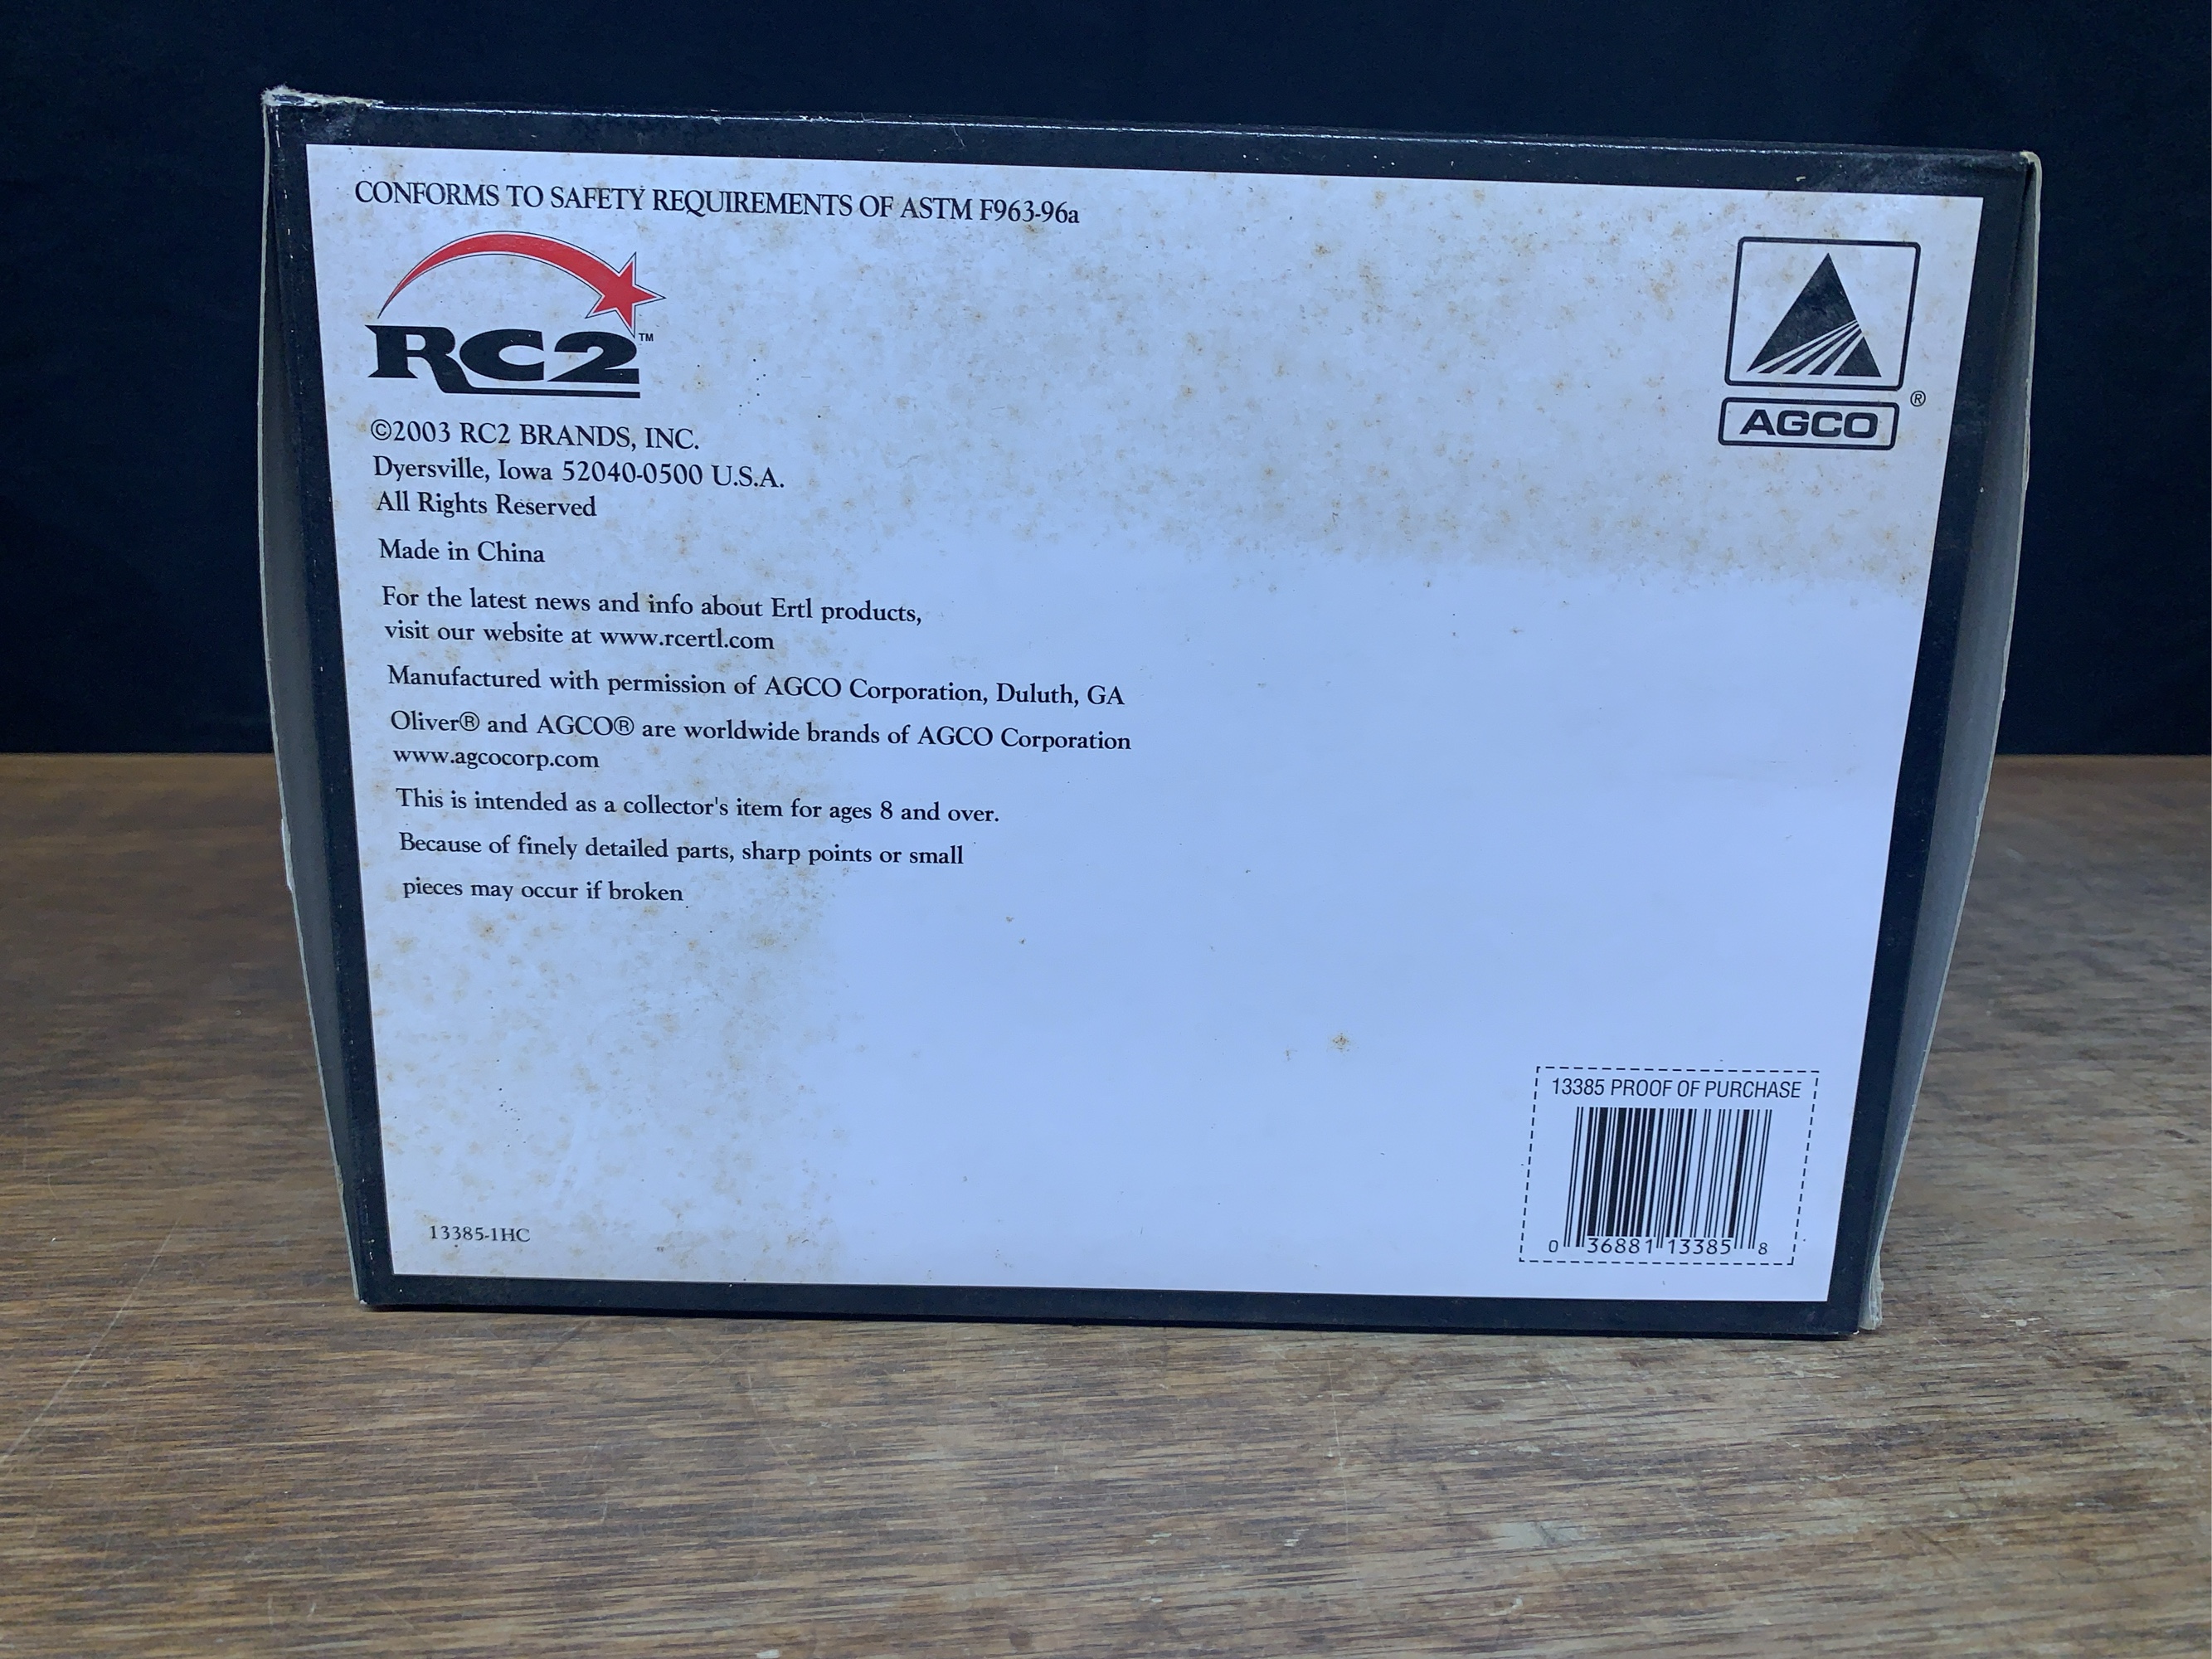 CONFORMS TO SAFETY REQUIREMENTS OF ASTM F963-96a
RC2™
©2003 RC2 BRANDS, INC.
Dyersville, Iowa 52040-0500 U.S.A.
All Rights Reserved
Made in China
For the latest news and info about Ertl products,
visit our website at www.rcertl.com
Manufactured with permission of AGCO Corporation, Duluth, GA
Oliver® and AGCO® are worldwide brands of AGCO Corporation
www.agcocorp.com
This is intended as a collector's item for ages 8 and over.
Because of finely detailed parts, sharp points or small
pieces may occur if broken
13385-1HC
®
AGCO
13385 PROOF OF PURCHASE
0 36881 13385 8